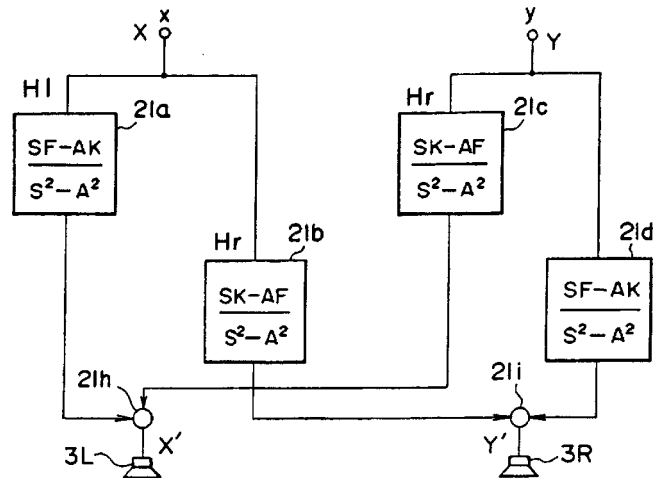 x
X
y
Y
Hl
21a
SF-AK
S²-A²
Hr
21c
SK-AF
S²-A²
Hr
21b
SK-AF
S²-A²
21d
SF-AK
S²-A²
21h
X'
3L
21i
Y'
3R